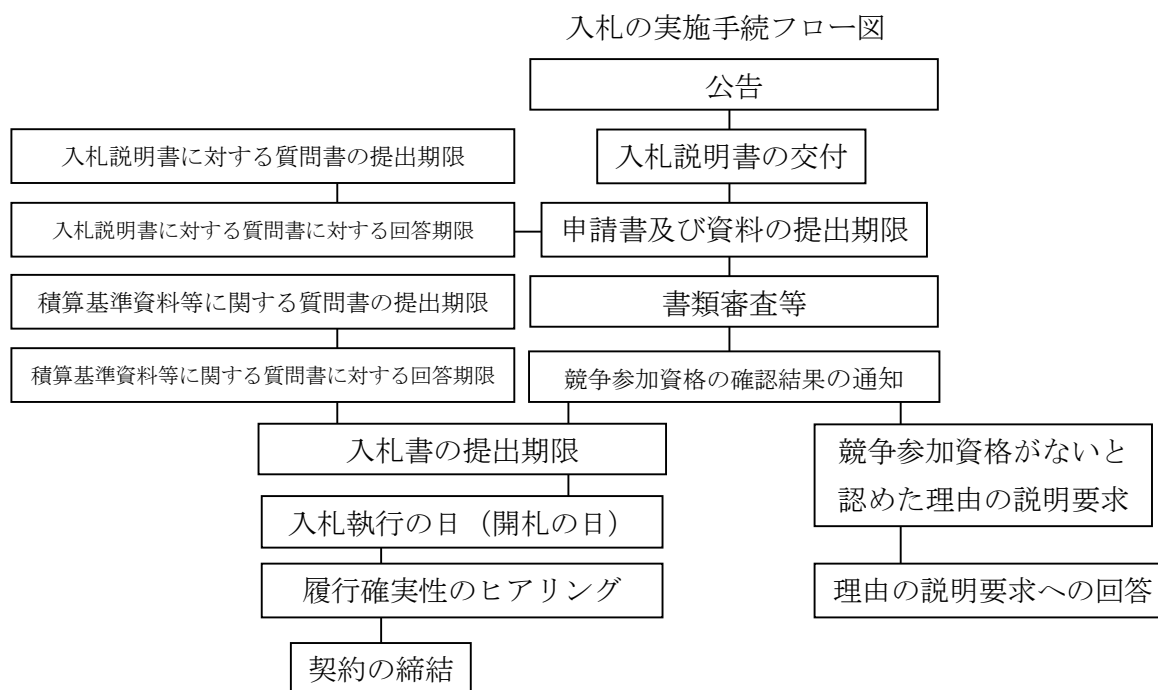 入札の実施手続フロー図
公告
入札説明書に対する質問書の提出期限
入札説明書の交付
入札説明書に対する質問書に対する回答期限
申請書及び資料の提出期限
積算基準資料等に関する質問書の提出期限
書類審査等
積算基準資料等に関する質問書に対する回答期限
競争参加資格の確認結果の通知
入札書の提出期限
競争参加資格がないと
認めた理由の説明要求
入札執行の日（開札の日）
履行確実性のヒアリング
理由の説明要求への回答
契約の締結